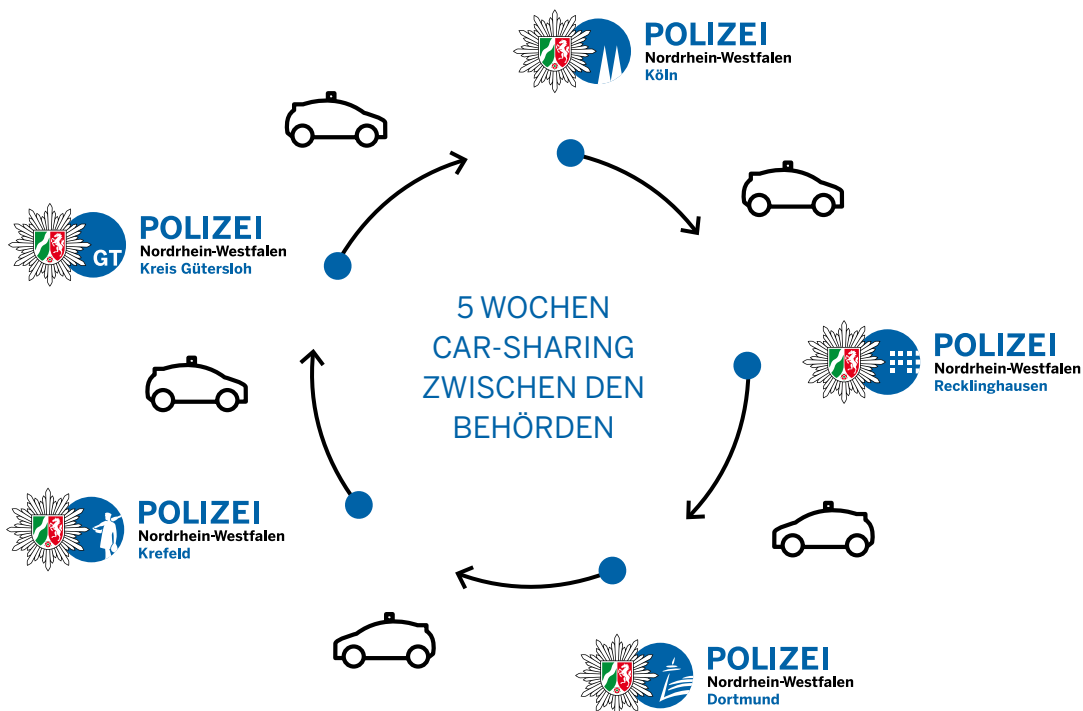 POLIZEI
Nordrhein-Westfalen
Köln
GT
POLIZEI
Nordrhein-Westfalen
Kreis Gütersloh
5 WOCHEN
CAR-SHARING
ZWISCHEN DEN
BEHÖRDEN
POLIZEI
Nordrhein-Westfalen
Recklinghausen
POLIZEI
Nordrhein-Westfalen
Krefeld
POLIZEI
Nordrhein-Westfalen
Dortmund